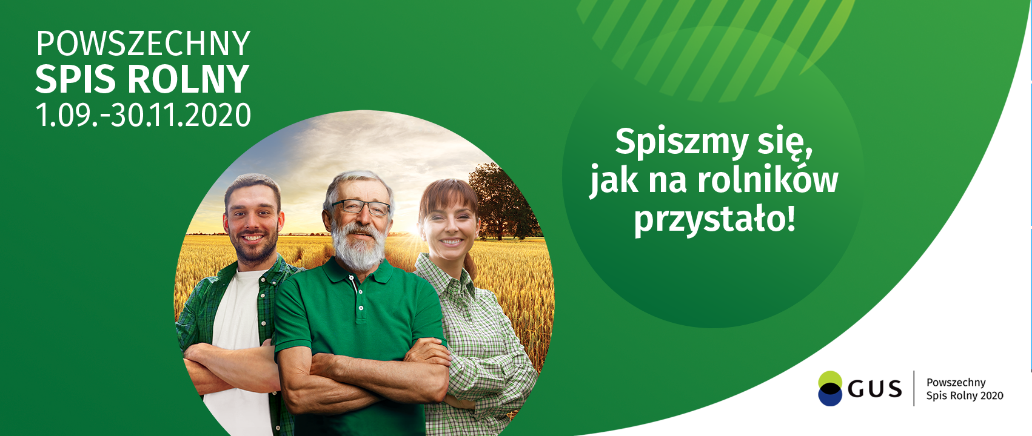 POWSZECHNY
SPIS ROLNY
1.09.-30.11.2020
Spiszmy się,
jak na rolników
przystało!
GUS
Powszechny
Spis Rolny 2020